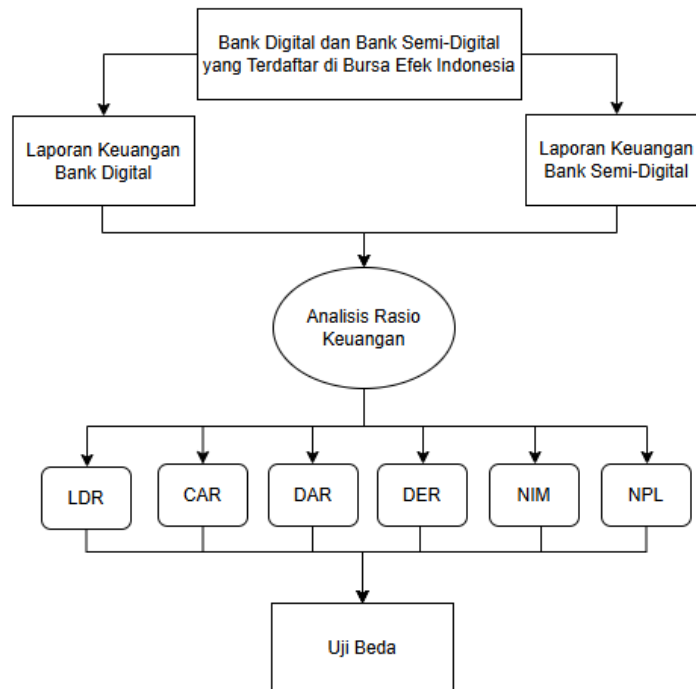 Bank Digital dan Bank Semi-Digital
yang Terdaftar di Bursa Efek Indonesia
Laporan Keuangan
Bank Digital
Laporan Keuangan
Bank Semi-Digital
Analisis Rasio
Keuangan
LDR
CAR
DAR
DER
NIM
NPL
Uji Beda